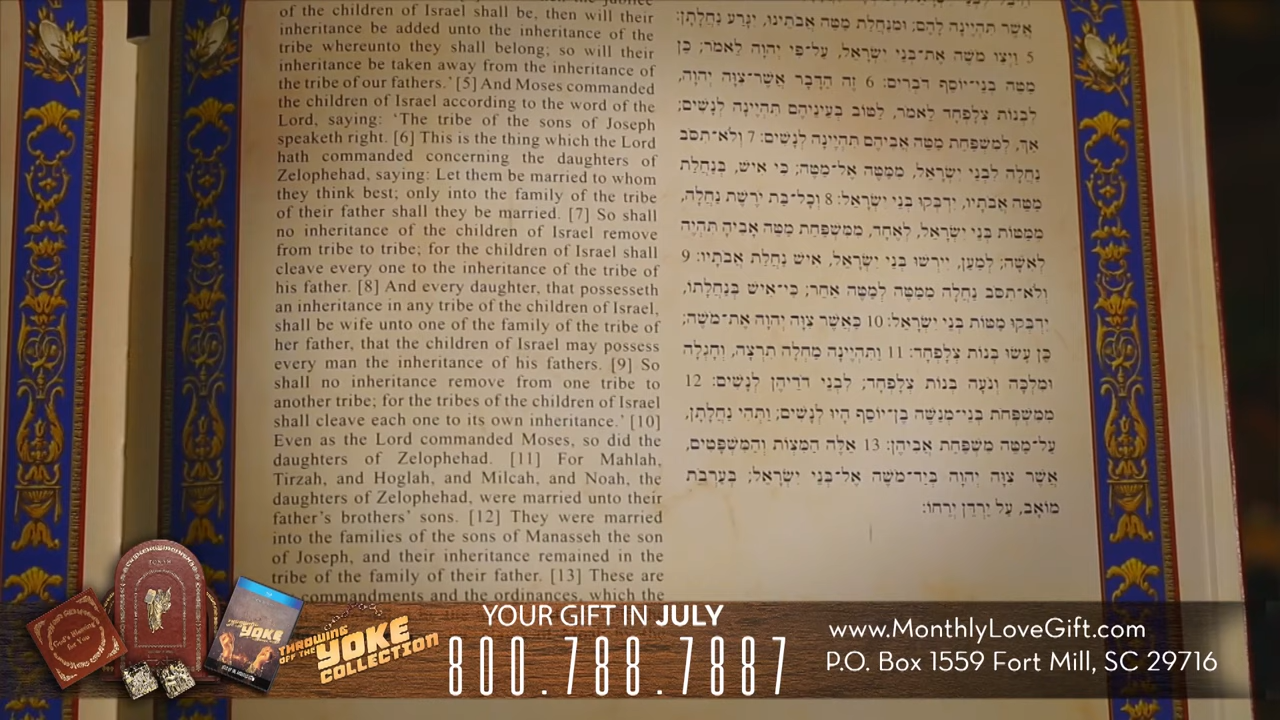 of the children of Israel shall be, then will their
inheritance be added unto the inheritance of the
tribe whereunto they shall belong; so will their
inheritance be taken away from the inheritance of
the tribe of our fathers.’ [5] And Moses commanded
the children of Israel according to the word of the
Lord, saying: ‘The tribe of the sons of Joseph
speaketh right. [6] This is the thing which the Lord
hath commanded concerning the daughters of
Zelophehad, saying: Let them be married to whom
they think best; only into the family of the tribe
of their father shall they be married. [7] So shall
no inheritance of the children of Israel remove
from tribe to tribe; for the children of Israel shall
cleave every one to the inheritance of the tribe of
his father. [8] And every daughter, that possesseth
an inheritance in any tribe of the children of Israel,
shall be wife unto one of the family of the tribe of
her father, that the children of Israel may possess
every man the inheritance of his fathers. [9] So
shall no inheritance remove from one tribe to
another tribe; for the tribes of the children of Israel
shall cleave each one to its own inheritance.’ [10]
Even as the Lord commanded Moses, so did the
daughters of Zelophehad. [11] For Mahlah,
Tirzah, and Hoglah, and Milcah, and Noah, the
daughters of Zelophehad, were married unto their
father’s brothers’ sons. [12] They were married
into the families of the sons of Manasseh the son
of Joseph, and their inheritance remained in the
tribe of the family of their father. [13] These are
commandments and the ordinances, which the
אֲשֶׁר תִּהְיֶינָה לָהֶם; וּמִנַּחֲלַת מַטֵּה אֲבֹתֵינוּ, יִגָּרַע נַחֲלָתָן:
5 וַיְצַו מֹשֶׁה אֶת־בְּנֵי יִשְׂרָאֵל, עַל־פִּי יְהוָה לֵאמֹר; כֵּן
מַטֵּה בְנֵי־יוֹסֵף דֹּבְרִים: 6 זֶה הַדָּבָר אֲשֶׁר־צִוָּה יְהוָה,
לִבְנוֹת צְלָפְחָד לֵאמֹר, לַטּוֹב בְּעֵינֵיהֶם תִּהְיֶינָה לְנָשִׁים;
אַךְ, לְמִשְׁפַּחַת מַטֵּה אֲבִיהֶם תִּהְיֶינָה לְנָשִׁים: 7 וְלֹא־תִסֹּב
נַחֲלָה לִבְנֵי יִשְׂרָאֵל, מִמַּטֶּה אֶל־מַטֶּה; כִּי אִישׁ, בְּנַחֲלַת
מַטֵּה אֲבֹתָיו, יִדְבְּקוּ בְּנֵי יִשְׂרָאֵל: 8 וְכָל־בַּת יֹרֶשֶׁת נַחֲלָה,
מִמַּטּוֹת בְּנֵי יִשְׂרָאֵל, לְאֶחָד, מִמִּשְׁפַּחַת מַטֵּה אָבִיהָ תִּהְיֶה
לְאִשָּׁה; לְמַעַן, יִירְשׁוּ בְּנֵי יִשְׂרָאֵל, אִישׁ נַחֲלַת אֲבֹתָיו: 9
וְלֹא־תִסֹּב נַחֲלָה מִמַּטֶּה לְמַטֶּה אַחֵר; כִּי־אִישׁ בְּנַחֲלָתוֹ,
יִדְבְּקוּ מַטּוֹת בְּנֵי יִשְׂרָאֵל: 10 כַּאֲשֶׁר צִוָּה יְהוָה אֶת־מֹשֶׁה;
כֵּן עָשׂוּ בְּנוֹת צְלָפְחָד: 11 וַתִּהְיֶינָה מַחְלָה תִרְצָה, וְחָגְלָה
וּמִלְכָּה וְנֹעָה בְּנוֹת צְלָפְחָד; לִבְנֵי דֹדֵיהֶן לְנָשִׁים: 12
מִמִּשְׁפְּחֹת בְּנֵי־מְנַשֶּׁה בֶן־יוֹסֵף הָיוּ לְנָשִׁים; וַתְּהִי נַחֲלָתָן,
עַל־מַטֵּה מִשְׁפַּחַת אֲבִיהֶן: 13 אֵלֶּה הַמִּצְוֹת וְהַמִּשְׁפָּטִים,
אֲשֶׁר צִוָּה יְהוָה בְּיַד־מֹשֶׁה אֶל־בְּנֵי יִשְׂרָאֵל; בְּעַרְבֹת
מוֹאָב, עַל יַרְדֵּן יְרֵחוֹ:
God's Blessing
for You
TORAH
YOKE
THROWING
OFF THE YOKE
COLLECTION
YOUR GIFT IN JULY
800.788.7887
www.MonthlyLoveGift.com
P.O. Box 1559 Fort Mill, SC 29716